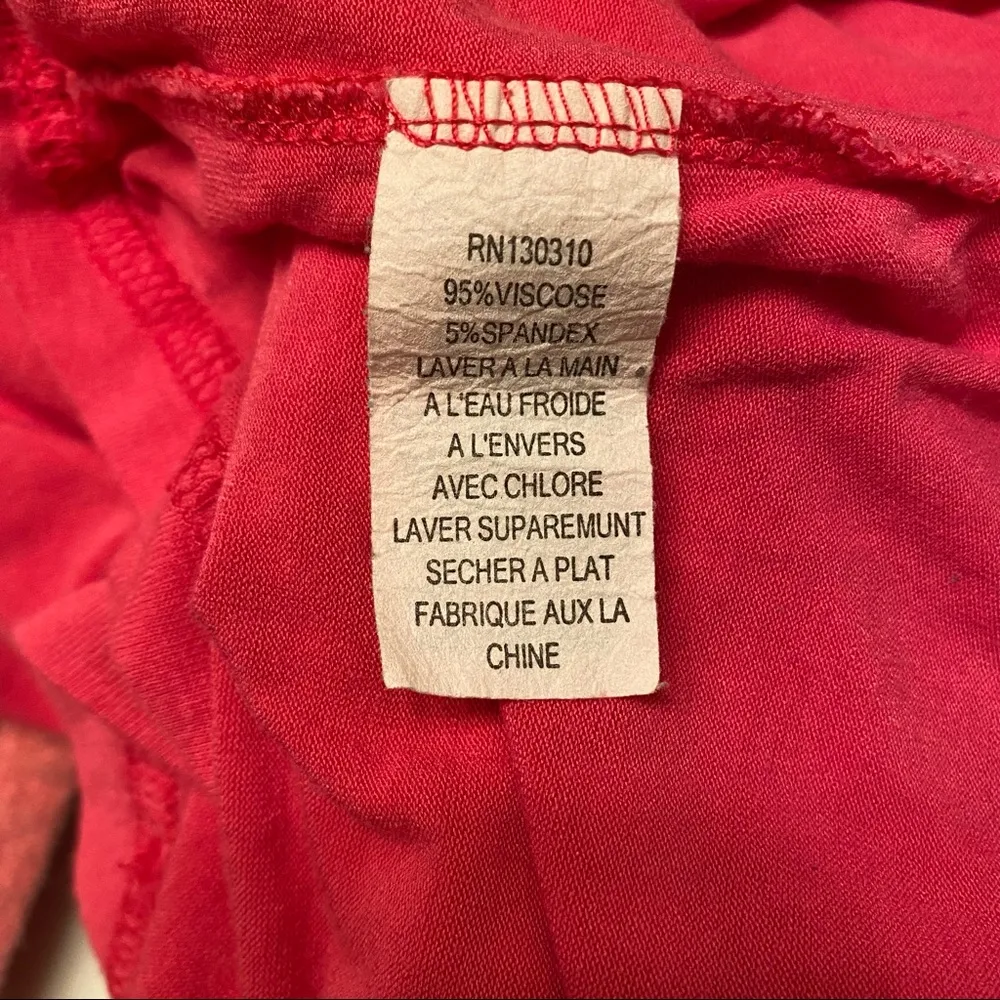 RN130310
95%VISCOSE
5%SPANDEX
LAVER A LA MAIN
A L'EAU FROIDE
A L'ENVERS
AVEC CHLORE
LAVER SUPAREMUNT
SECHER A PLAT
FABRIQUE AUX LA
CHINE